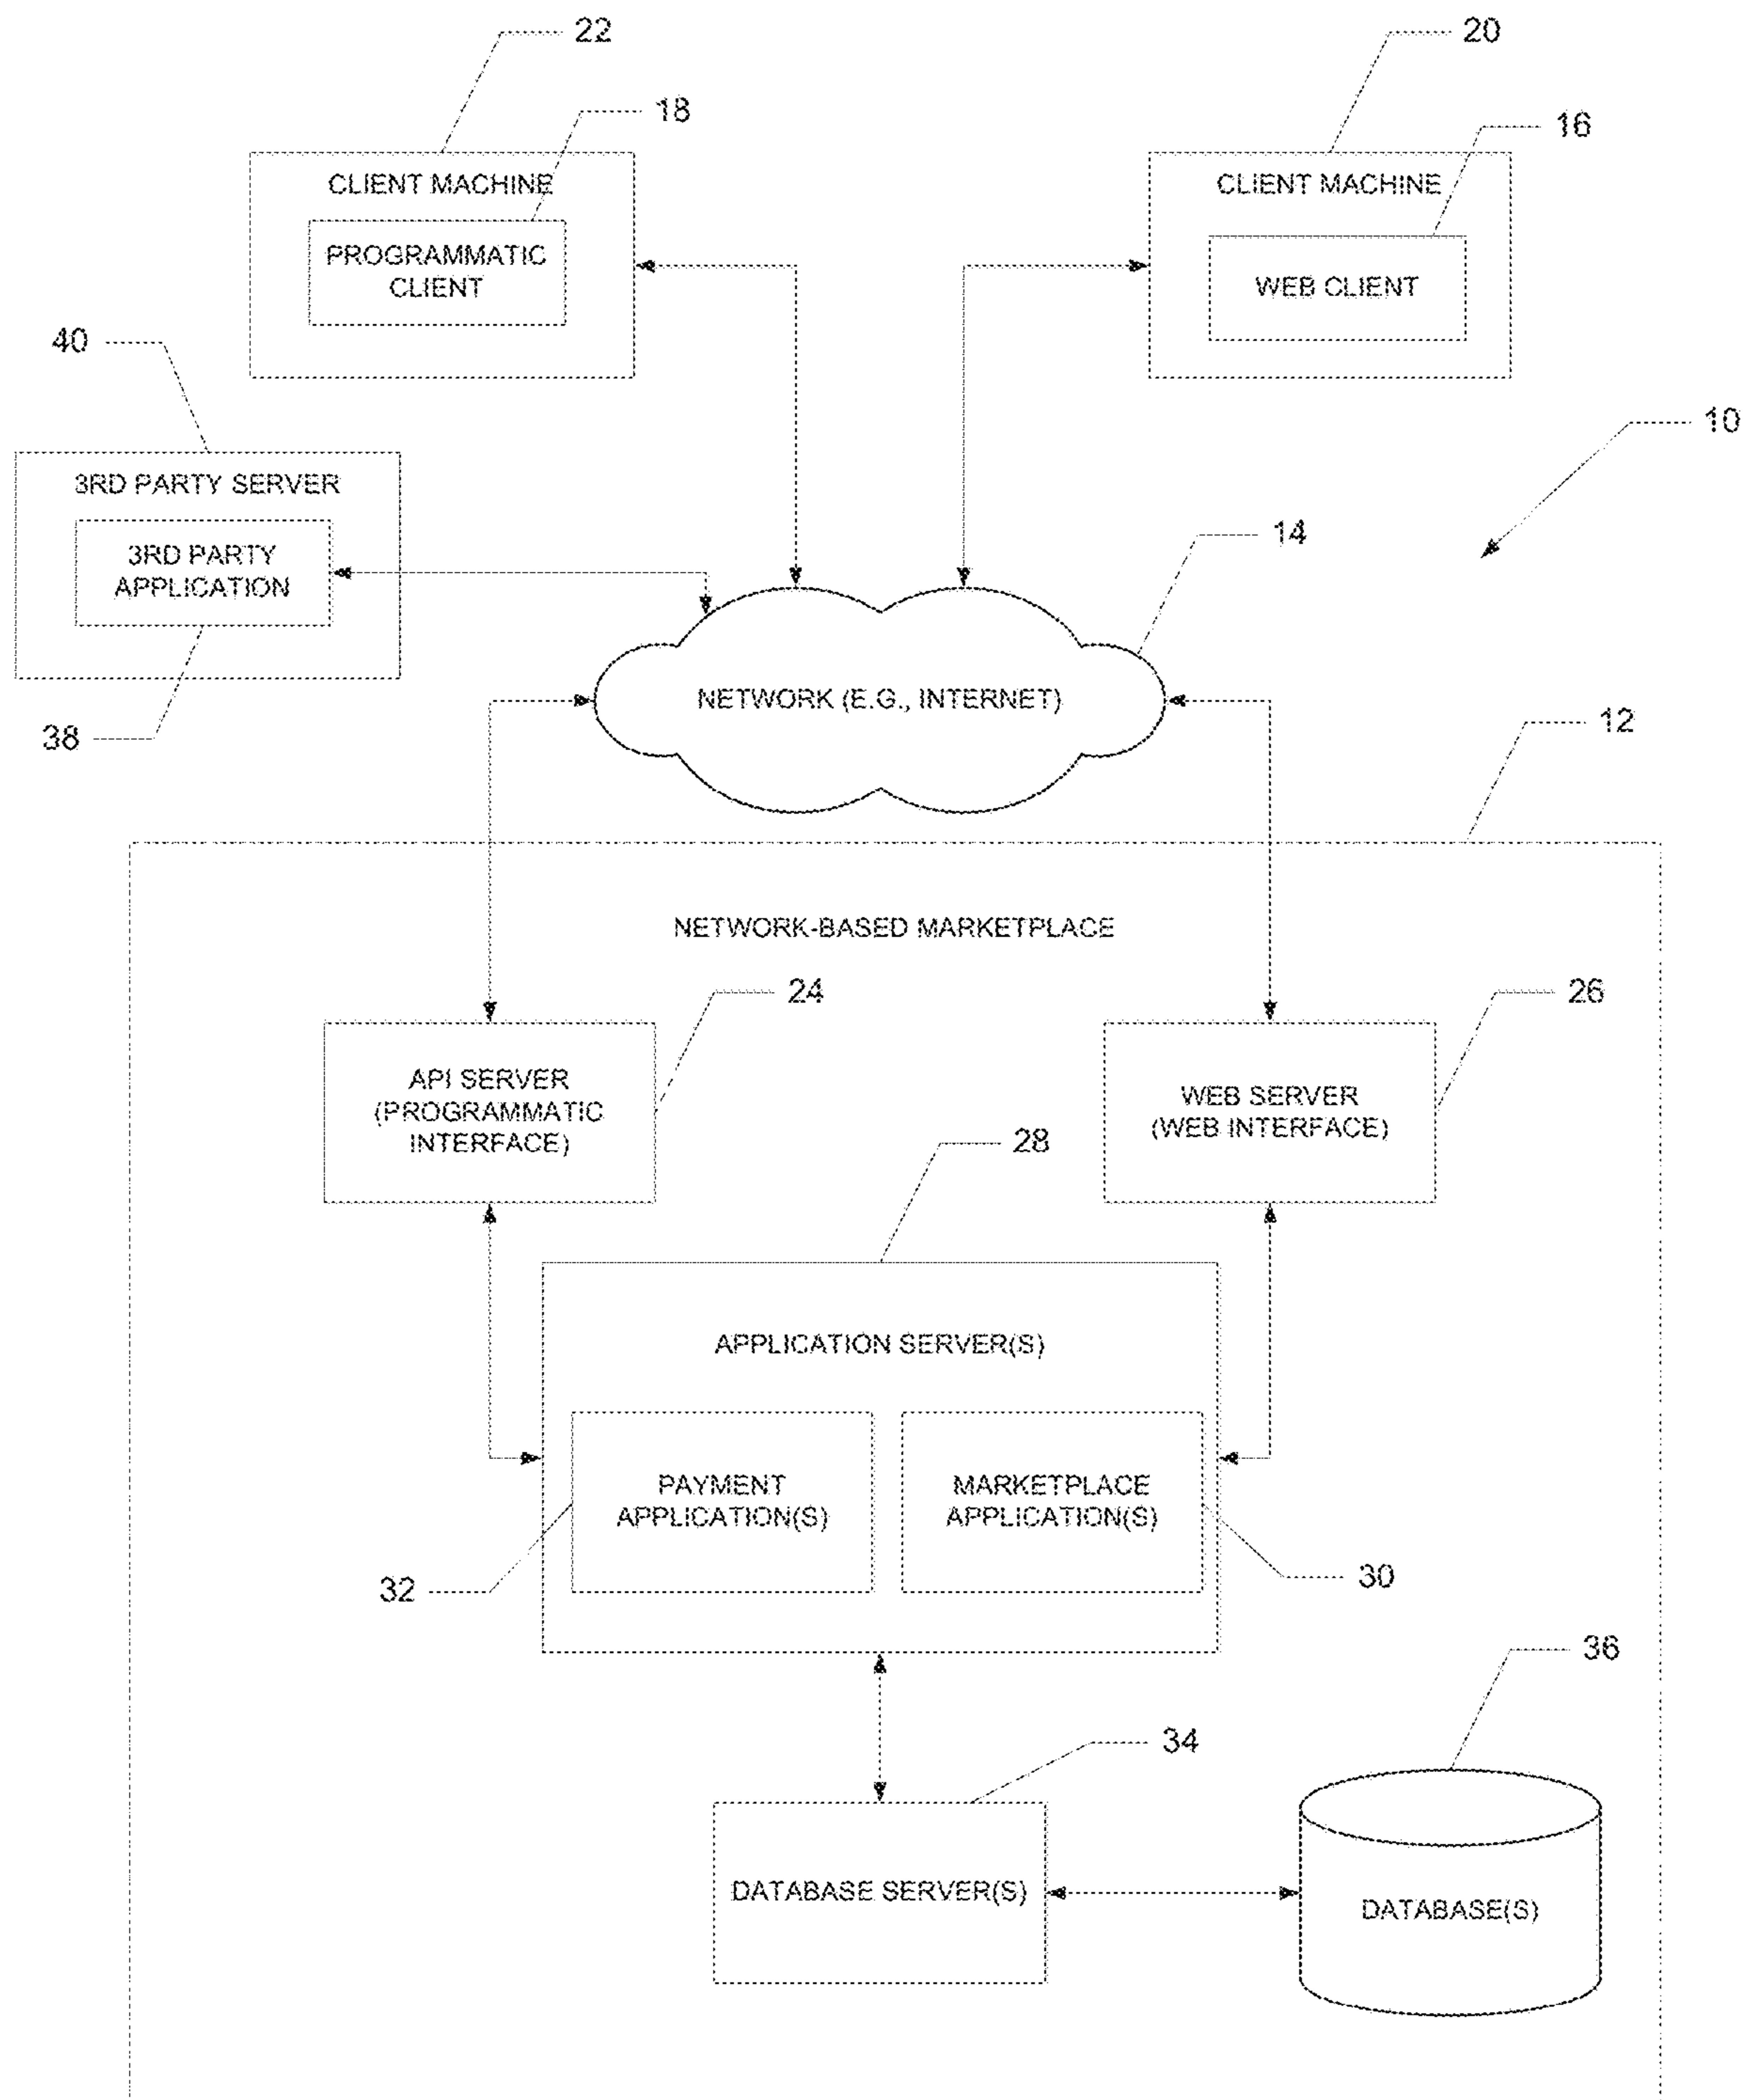 22
20
18
16
CLIENT MACHINE
PROGRAMMATIC
CLIENT
CLIENT MACHINE
WEB CLIENT
40
10
3RD PARTY SERVER
3RD PARTY
APPLICATION
14
38
NETWORK (E.G., INTERNET)
12
NETWORK-BASED MARKETPLACE
24
26
API SERVER
(PROGRAMMATIC
INTERFACE)
WEB SERVER
(WEB INTERFACE)
28
APPLICATION SERVER(S)
PAYMENT
APPLICATION(S)
MARKETPLACE
APPLICATION(S)
32
30
36
34
DATABASE SERVER(S)
DATABASE(S)